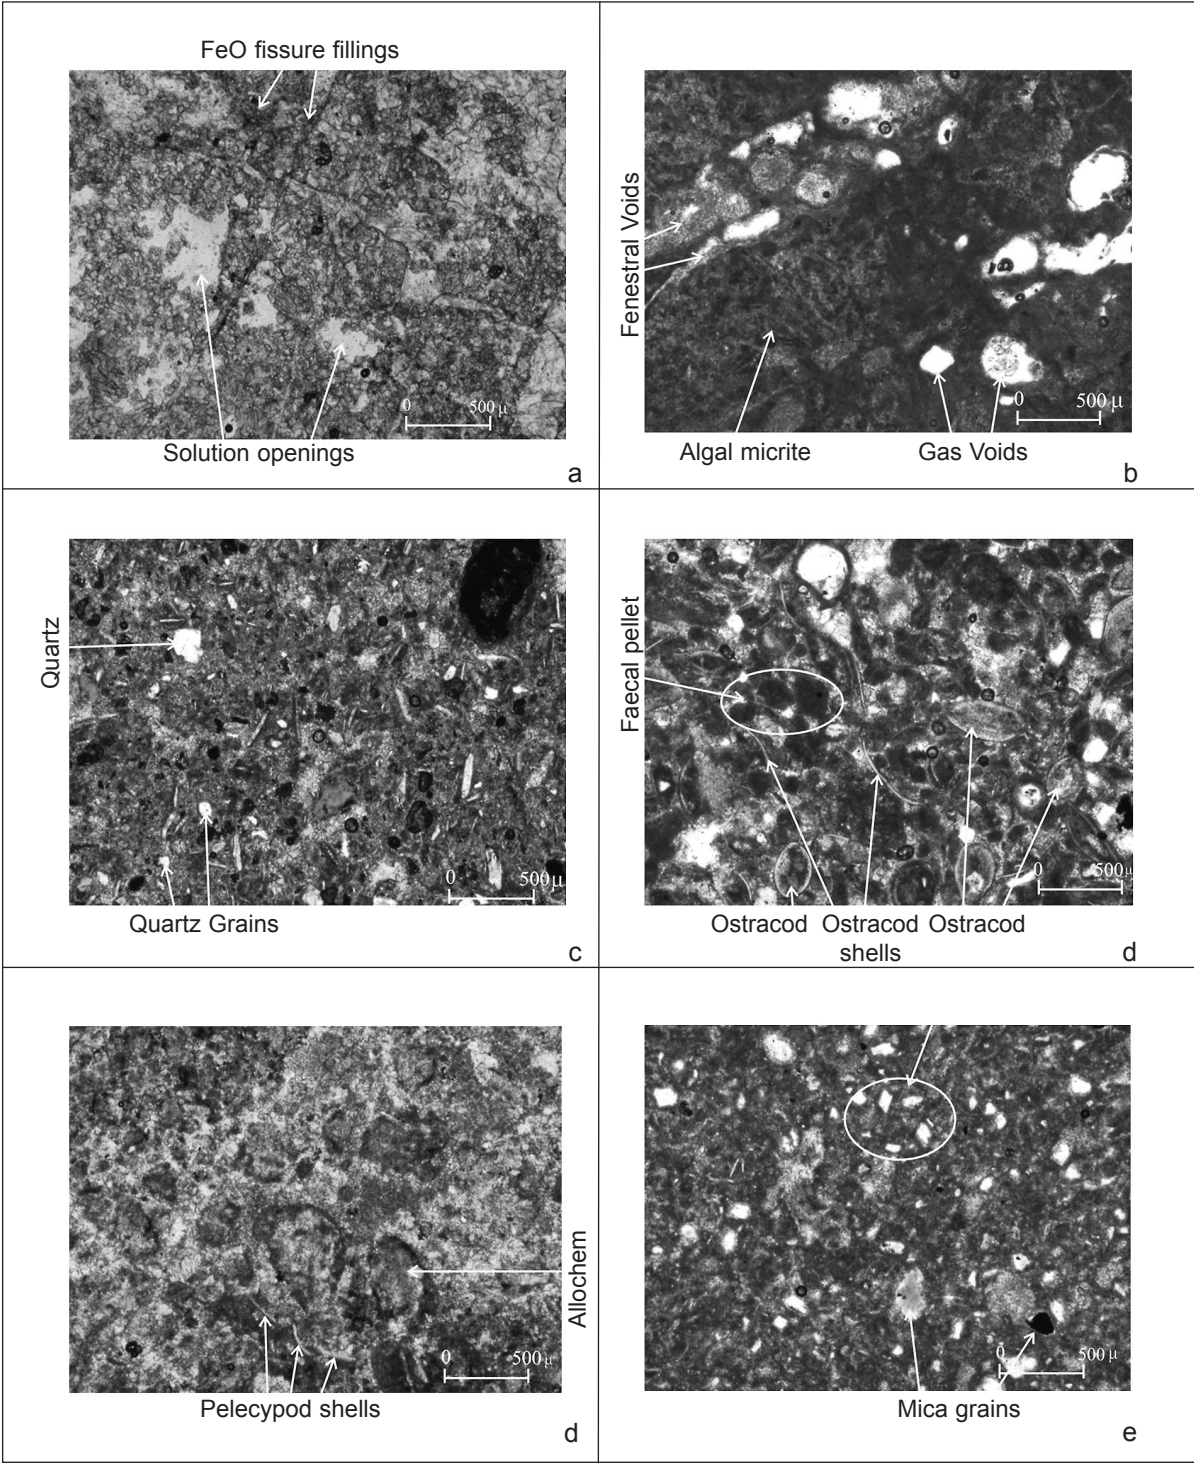 FeO fissure fillings
0 500 μ
Solution openings
a
Fenestral Voids
0 500 μ
Algal micrite
Gas Voids
b
Quartz
0 500 μ
Quartz Grains
c
Faecal pellet
0 500 μ
Ostracod Ostracod Ostracod
shells
d
Allochem
0 500 μ
Pelecypod shells
d
0 500 μ
Mica grains
e